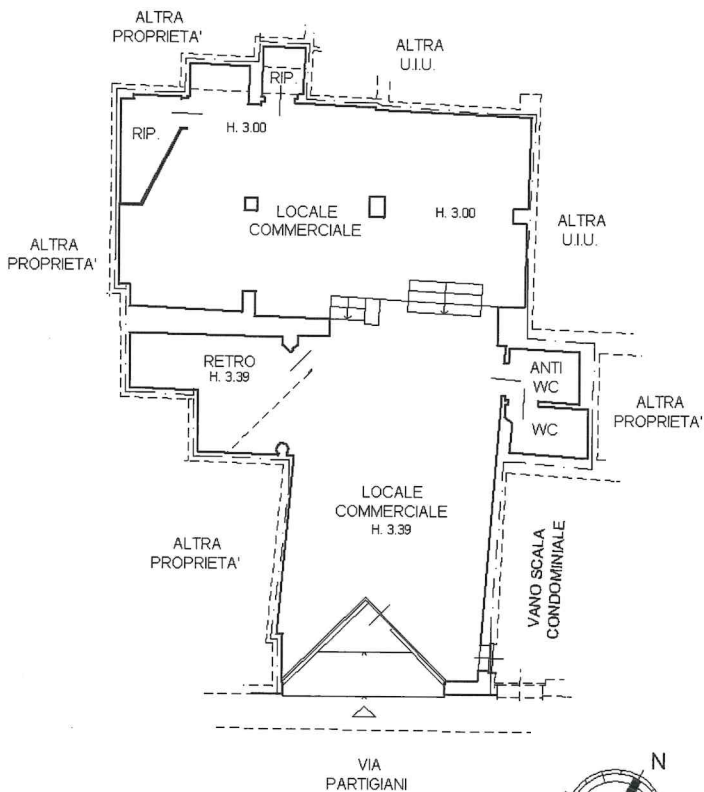 ALTRA
PROPRIETA'
ALTRA
U.I.U.
RIP.
RIP.
H. 3.00
LOCALE
COMMERCIALE
H. 3.00
ALTRA
U.I.U.
ALTRA
PROPRIETA'
RETRO
H. 3.39
ANTI
WC
WC
ALTRA
PROPRIETA'
LOCALE
COMMERCIALE
H. 3.39
ALTRA
PROPRIETA'
VANO SCALA
CONDOMINIALE
VIA
PARTIGIANI
N